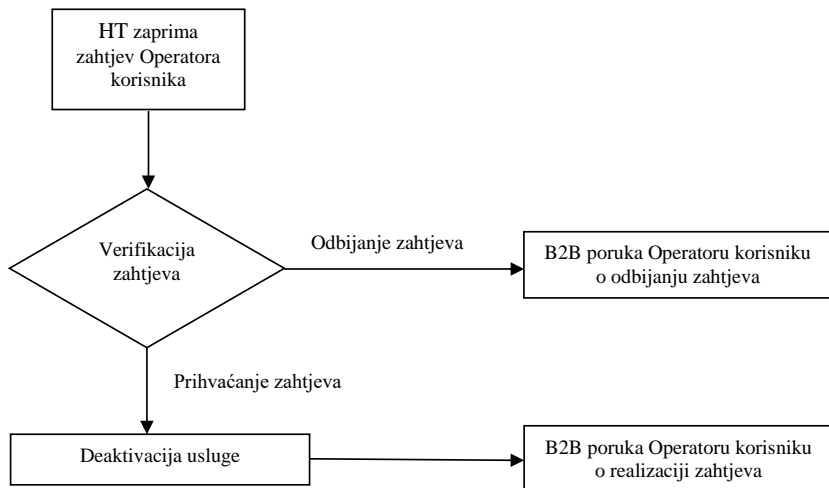 HT zaprima
zahtjev Operatora
korisnika
Verifikacija
zahtjeva
Odbijanje zahtjeva
B2B poruka Operatoru korisniku
o odbijanju zahtjeva
Prihvaćanje zahtjeva
Deaktivacija usluge
B2B poruka Operatoru korisniku
o realizaciji zahtjeva